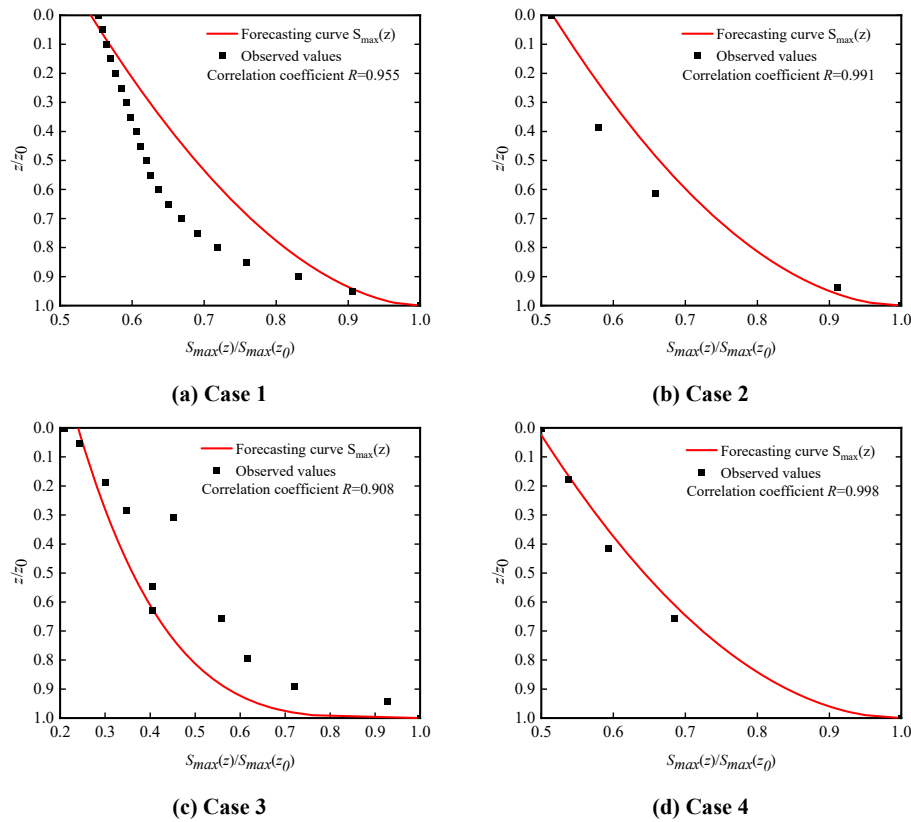 0.0
0.1
0.2
0.3
0.4
0.5
0.6
0.7
0.8
0.9
1.0
z/z0
Forecasting curve Smax(z)
Observed values
Correlation coefficient R=0.955
0.5 0.6 0.7 0.8 0.9 1.0
Smax(z)/Smax(z0)
(a) Case 1
0.0
0.1
0.2
0.3
0.4
0.5
0.6
0.7
0.8
0.9
1.0
z/z0
Forecasting curve Smax(z)
Observed values
Correlation coefficient R=0.991
0.5 0.6 0.7 0.8 0.9 1.0
Smax(z)/Smax(z0)
(b) Case 2
0.0
0.1
0.2
0.3
0.4
0.5
0.6
0.7
0.8
0.9
1.0
z/z0
Forecasting curve Smax(z)
Observed values
Correlation coefficient R=0.908
0.2 0.3 0.4 0.5 0.6 0.7 0.8 0.9 1.0
Smax(z)/Smax(z0)
(c) Case 3
0.0
0.1
0.2
0.3
0.4
0.5
0.6
0.7
0.8
0.9
1.0
z/z0
Forecasting curve Smax(z)
Observed values
Correlation coefficient R=0.998
0.5 0.6 0.7 0.8 0.9 1.0
Smax(z)/Smax(z0)
(d) Case 4